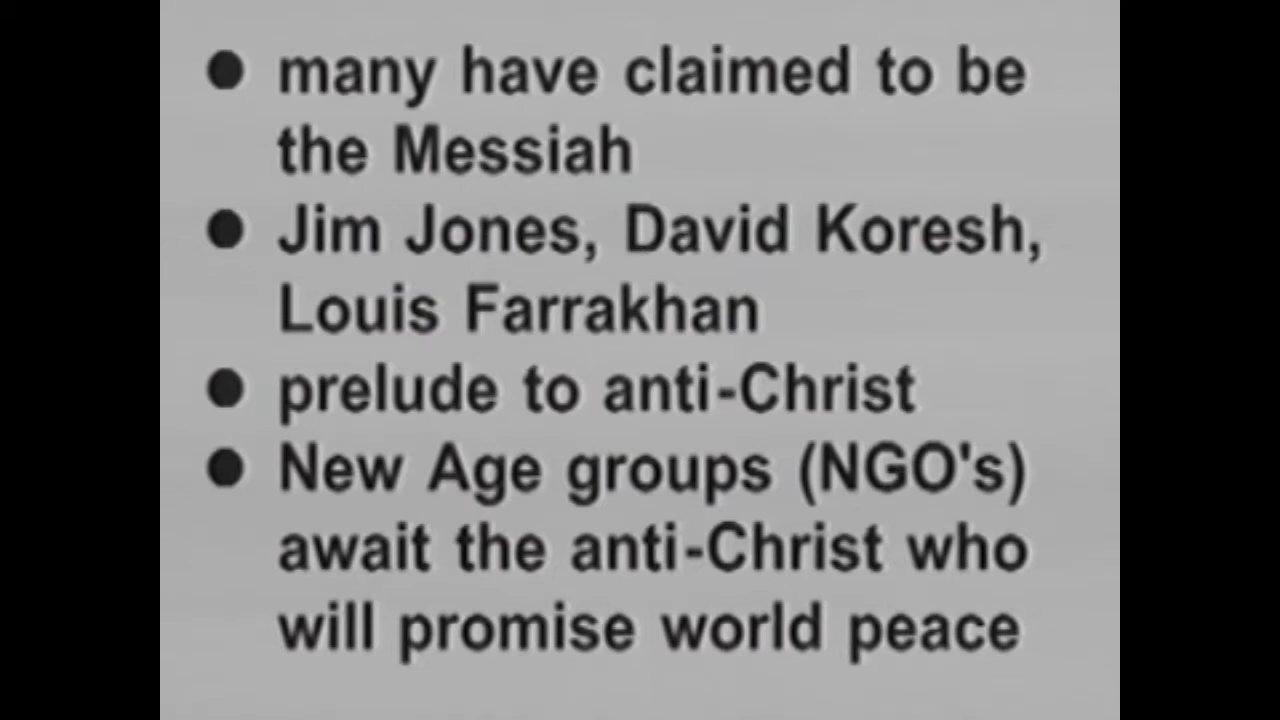 ● many have claimed to be
the Messiah
● Jim Jones, David Koresh,
Louis Farrakhan
● prelude to anti-Christ
● New Age groups (NGO's)
await the anti-Christ who
will promise world peace